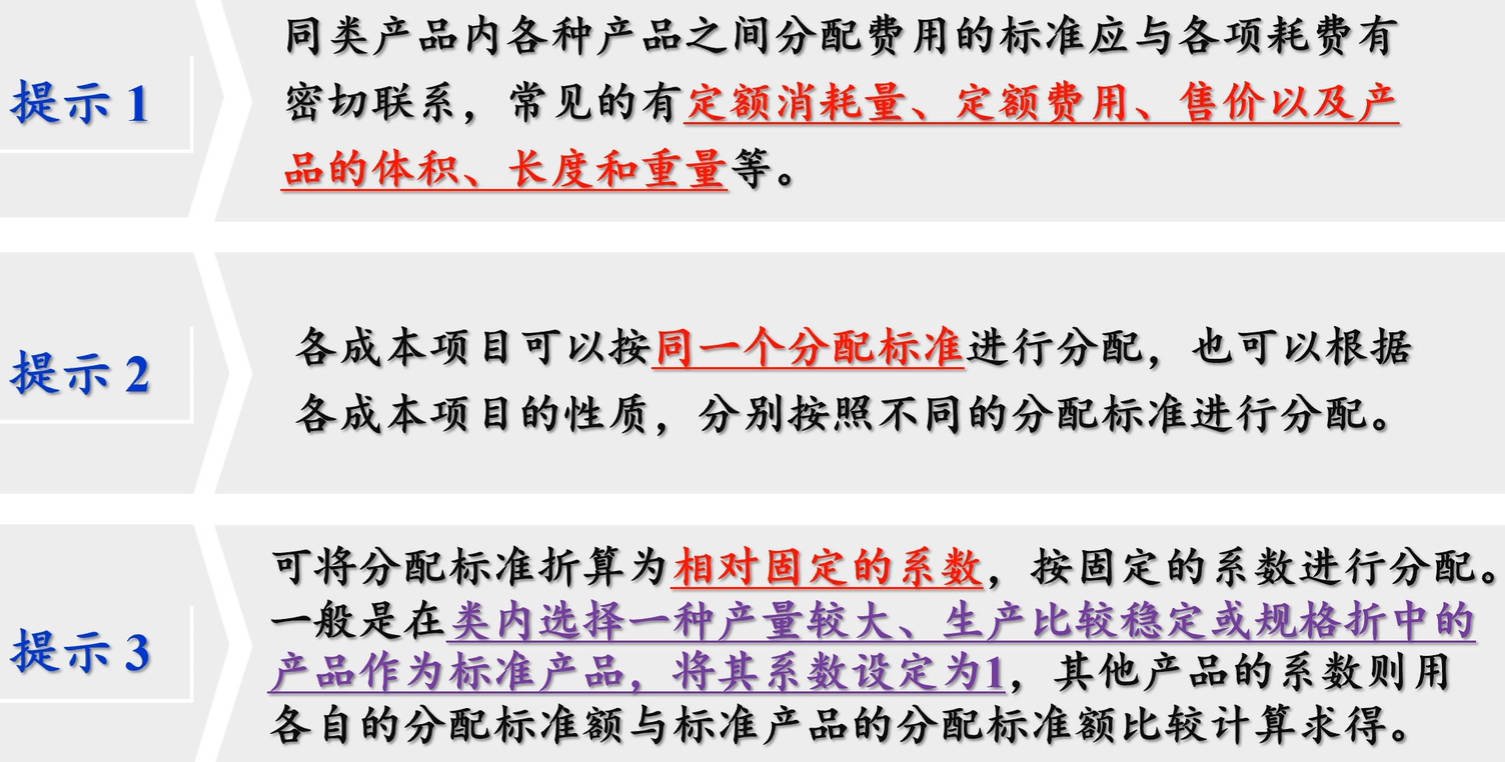 提示1
同类产品内各种产品之间分配费用的标准应与各项耗费有
密切联系，常见的有定额消耗量、定额费用、售价以及产
品的体积、长度和重量等。
提示2
各成本项目可以按同一个分配标准进行分配，也可以根据
各成本项目的性质，分别按照不同的分配标准进行分配。
提示3
可将分配标准折算为相对固定的系数，按固定的系数进行分配。
一般是在类内选择一种产量较大、生产比较稳定或规格折中的
产品作为标准产品，将其系数设定为1，其他产品的系数则用
各自的分配标准额与标准产品的分配标准额比较计算求得。